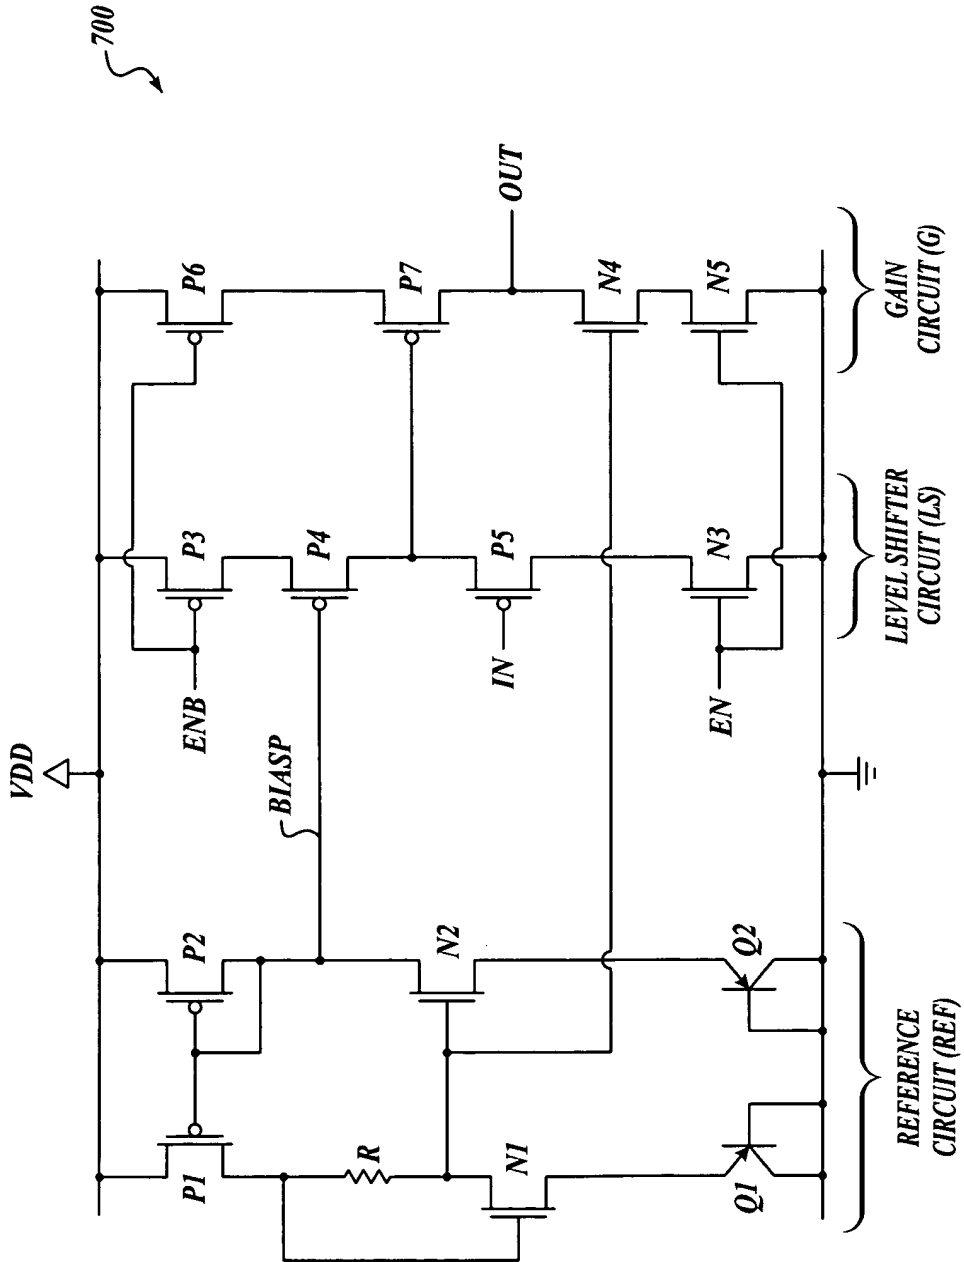 700
VDD
P1
P2
P3
P6
ENB
BIASP
P4
P7
R
N2
IN
P5
OUT
N1
N4
EN
N3
N5
Q1
Q2
REFERENCE
CIRCUIT (REF)
LEVEL SHIFTER
CIRCUIT (LS)
GAIN
CIRCUIT (G)